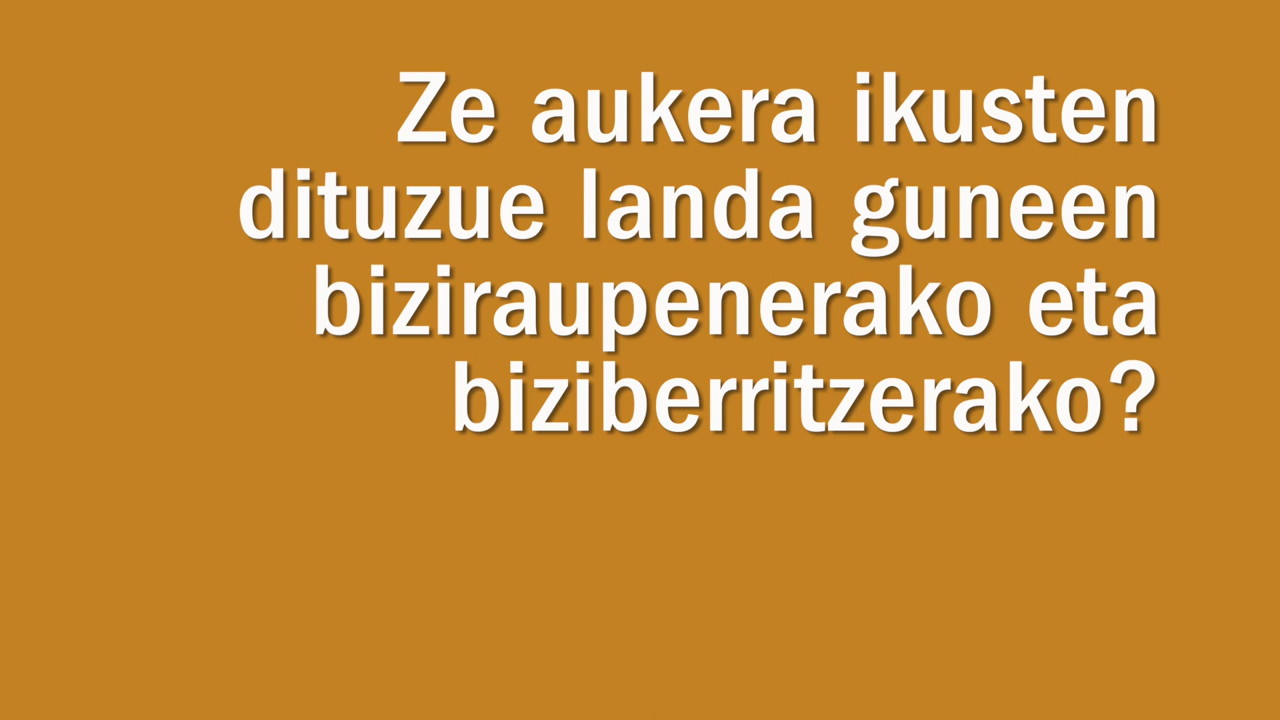 Ze aukera ikusten
dituzue landa guneen
biziraupenerako eta
biziberritzerako?